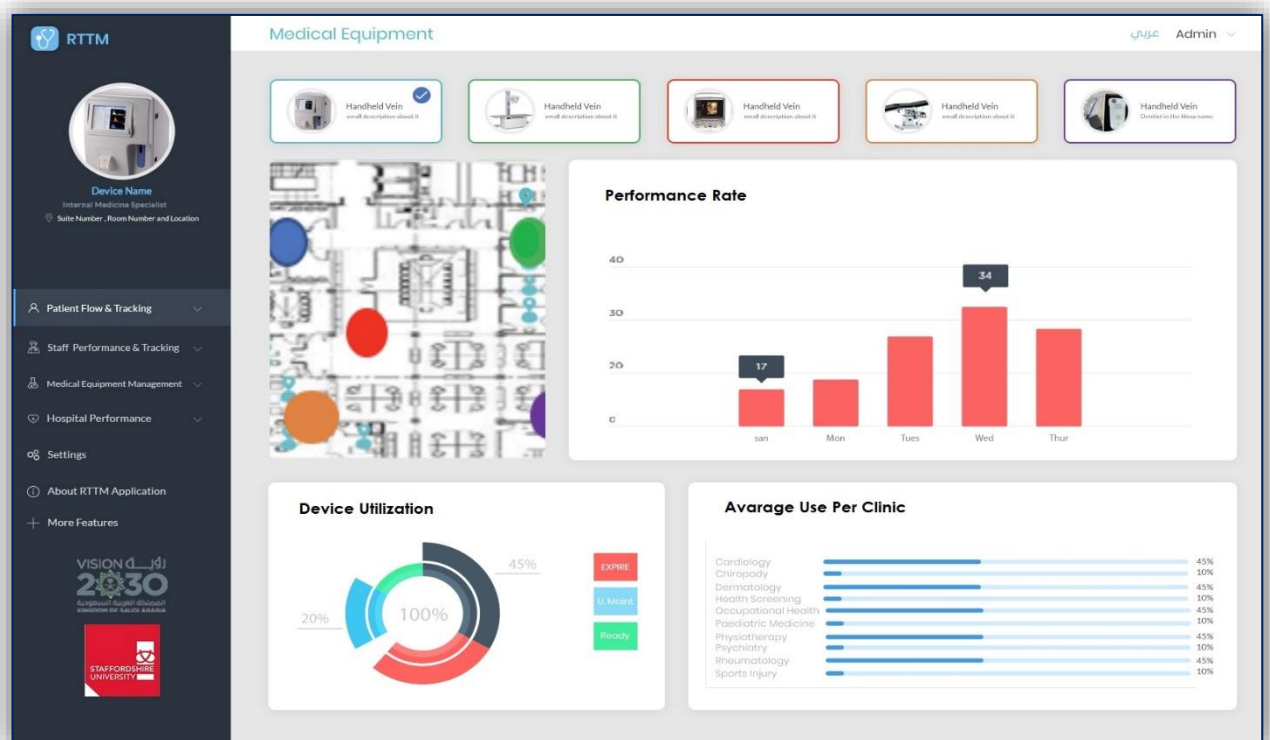 RTTM
Medical Equipment
عربي
Admin
Device Name
Internal Medicine Specialist
Suite Number , Room Number and Location
Patient Flow & Tracking
Staff Performance & Tracking
Medical Equipment Management
Hospital Performance
Settings
About RTTM Application
More Features
VISION رؤيـــة
2030
المملكة العربية السعودية
KINGDOM OF SAUDI ARABIA
STAFFORDSHIRE
UNIVERSITY
Handheld Vein
small description about it
Handheld Vein
small description about it
Handheld Vein
small description about it
Handheld Vein
small description about it
Handheld Vein
Dentist in the Hosp name
Performance Rate
40
30
20
0
17
34
san
Mon
Tues
Wed
Thur
Device Utilization
45%
20%
100%
EXPIRE
U. Maint
Ready
Avarage Use Per Clinic
Cardiology 45%
Chiropody 10%
Dermatology 45%
Health Screening 10%
Occupational Health 45%
Paediatric Medicine 10%
Physiotherapy 45%
Psychiatry 10%
Rheumatology 45%
Sports Injury 10%